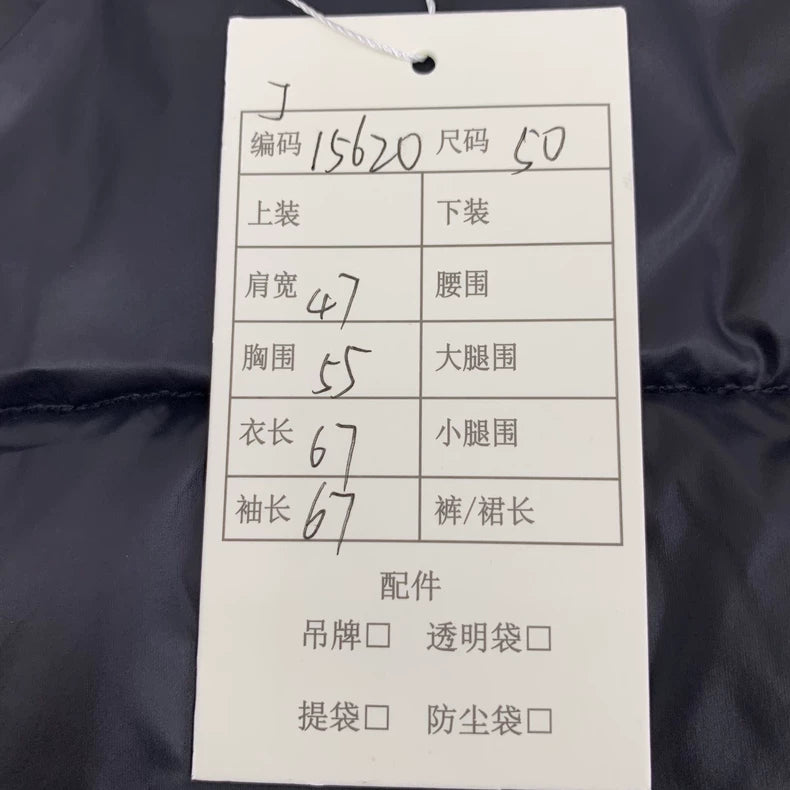 J
编码 15620 尺码 50
上装 下装
肩宽 47 腰围
胸围 55 大腿围
衣长 67 小腿围
袖长 67 裤/裙长
配件
吊牌□ 透明袋□
提袋□ 防尘袋□